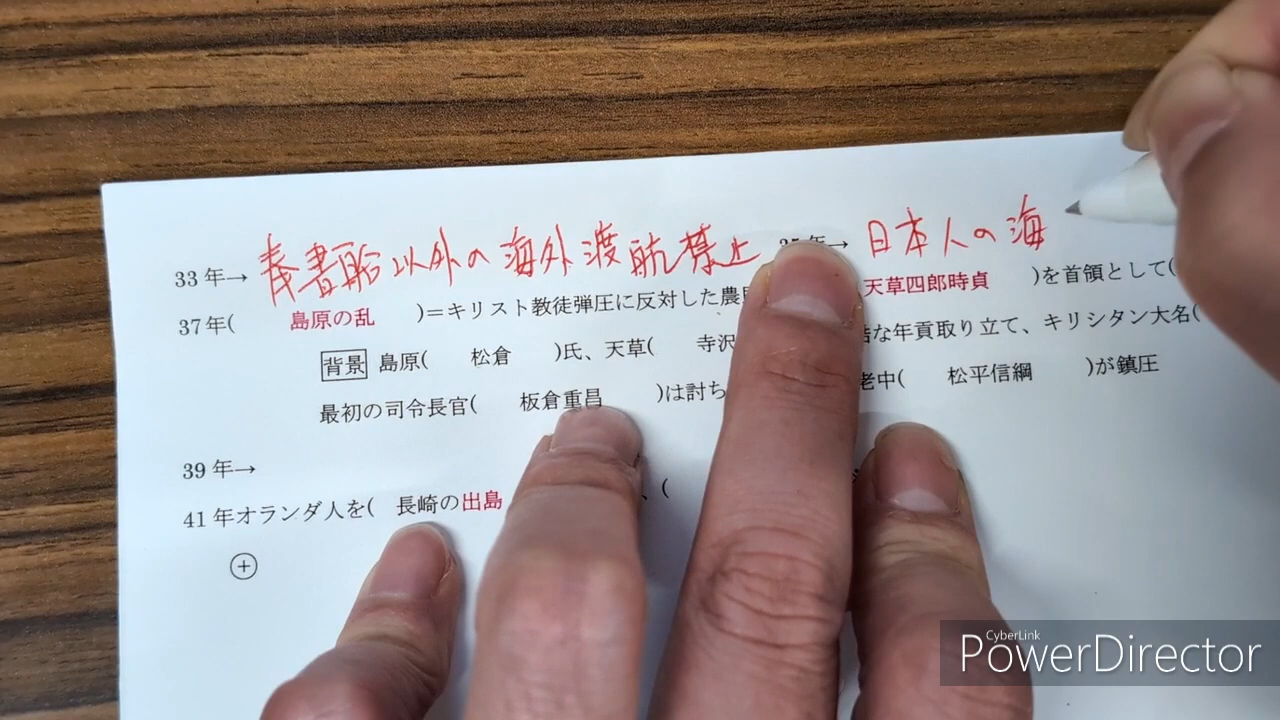 33年→ 奉書船以外の海外渡航禁止 35年→ 日本人の海
37年( 島原の乱 )=キリスト教徒弾圧に反対した農 天草四郎時貞 )を首領として(
背景 島原( 松倉 )氏、天草( 寺沢 な年貢取り立て、キリシタン大名(
最初の司令長官( 板倉重昌 )は討ち 老中( 松平信綱 )が鎮圧
39年→
41年オランダ人を( 長崎の出島 、(
⊕
CyberLink
PowerDirector